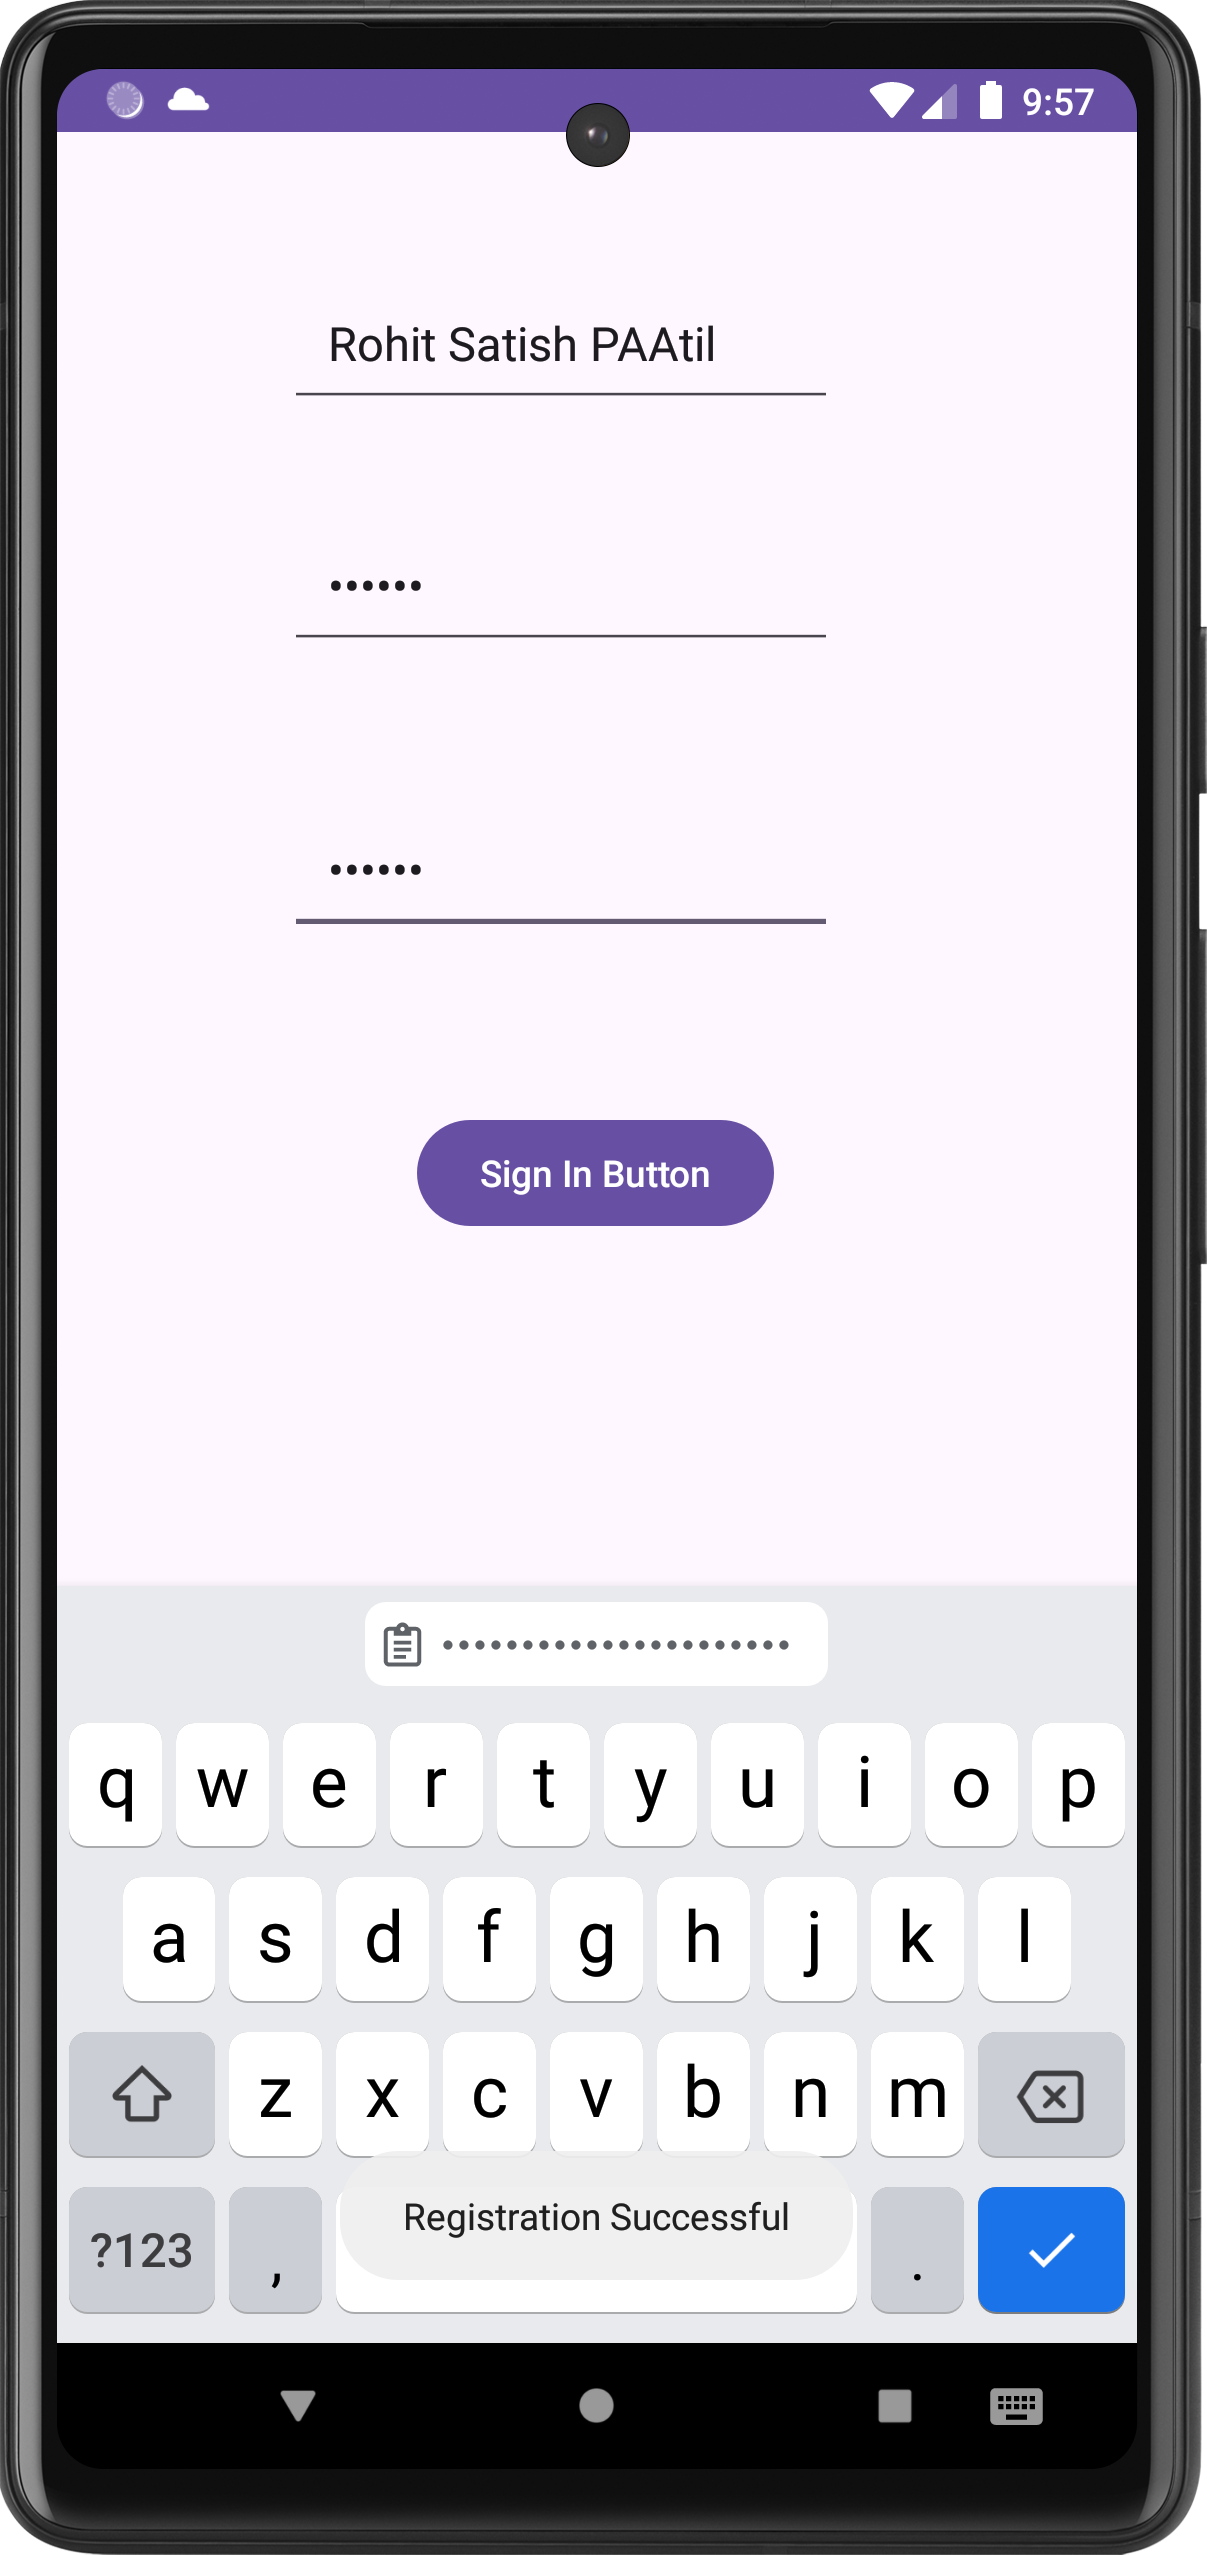 9:57
Rohit Satish PAAtil
••••••
••••••
Sign In Button
••••••••••••••••••••••
q w e r t y u i o p
a s d f g h j k l
z x c v b n m
Registration Successful
?123 , .